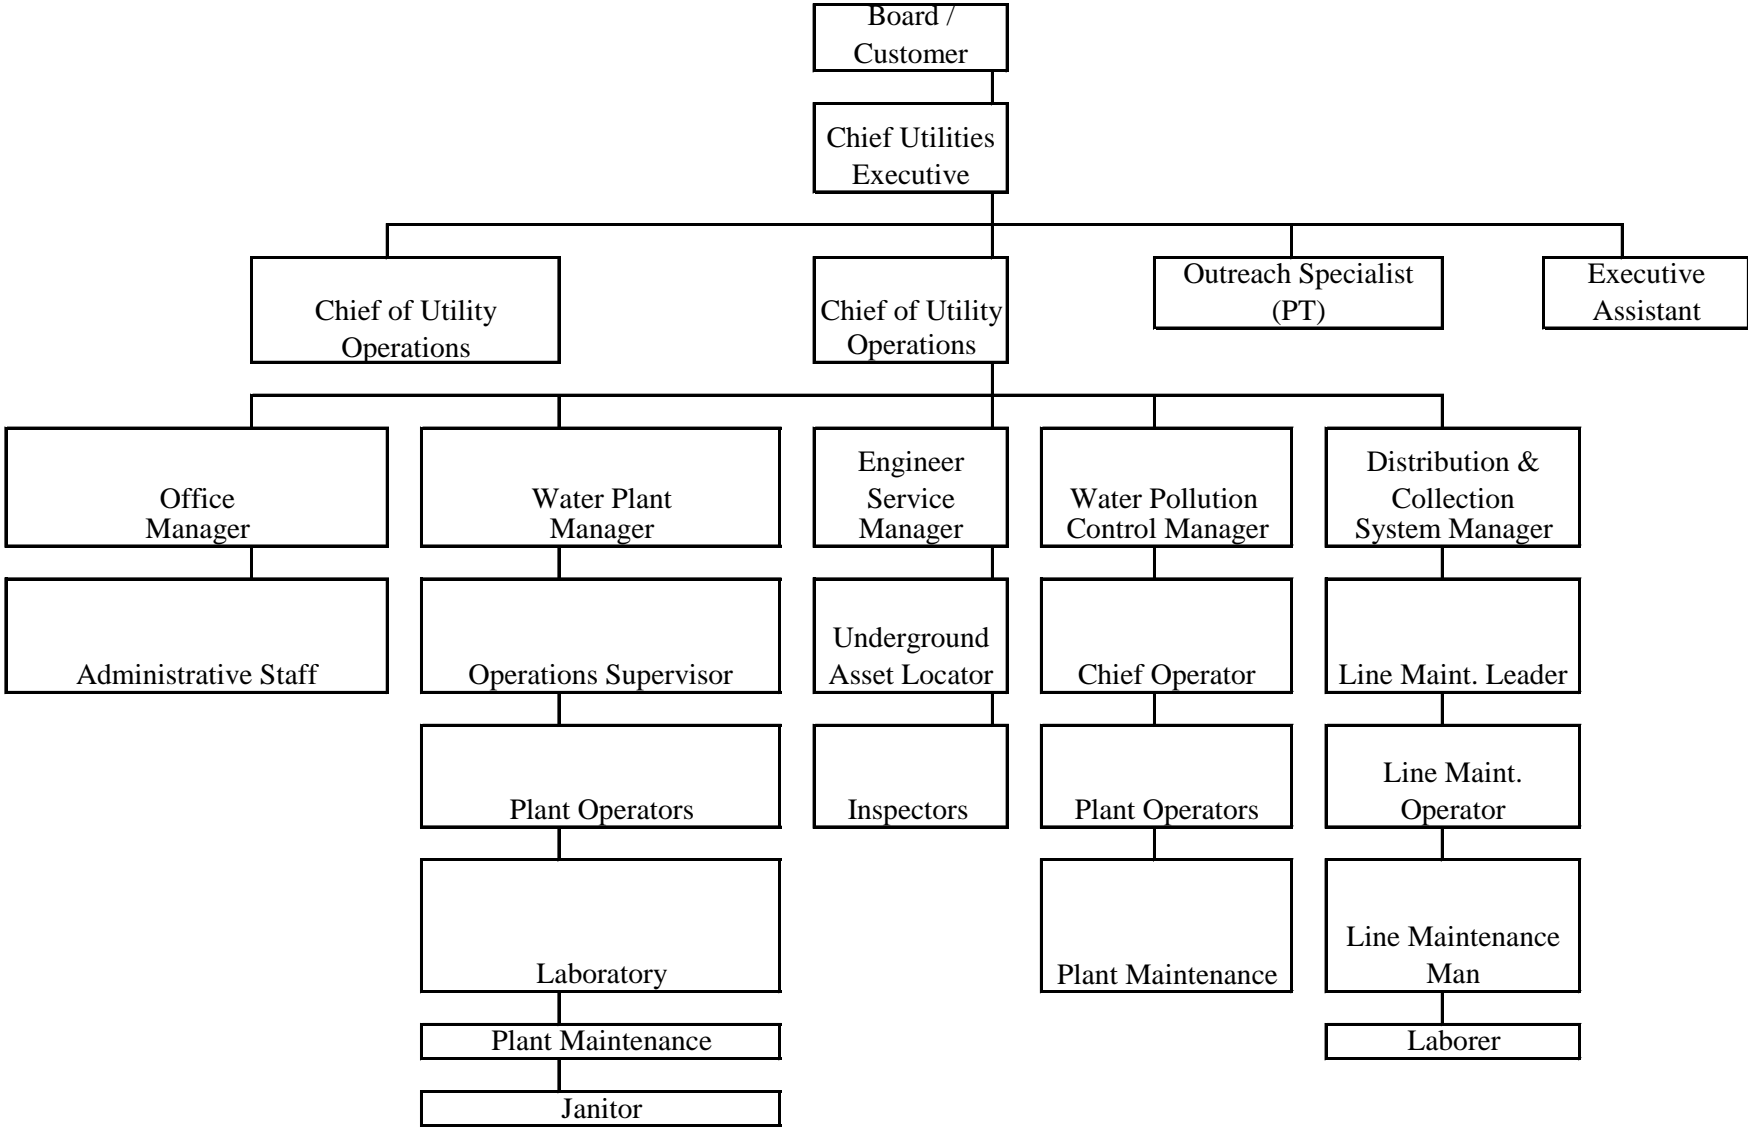 Board /
Customer
Chief Utilities
Executive
Chief of Utility
Operations
Chief of Utility
Operations
Outreach Specialist
(PT)
Executive
Assistant
Office
Manager
Water Plant
Manager
Engineer
Service
Manager
Water Pollution
Control Manager
Distribution &
Collection
System Manager
Administrative Staff
Operations Supervisor
Underground
Asset Locator
Chief Operator
Line Maint. Leader
Plant Operators
Inspectors
Plant Operators
Line Maint.
Operator
Laboratory
Plant Maintenance
Line Maintenance
Man
Plant Maintenance
Laborer
Janitor